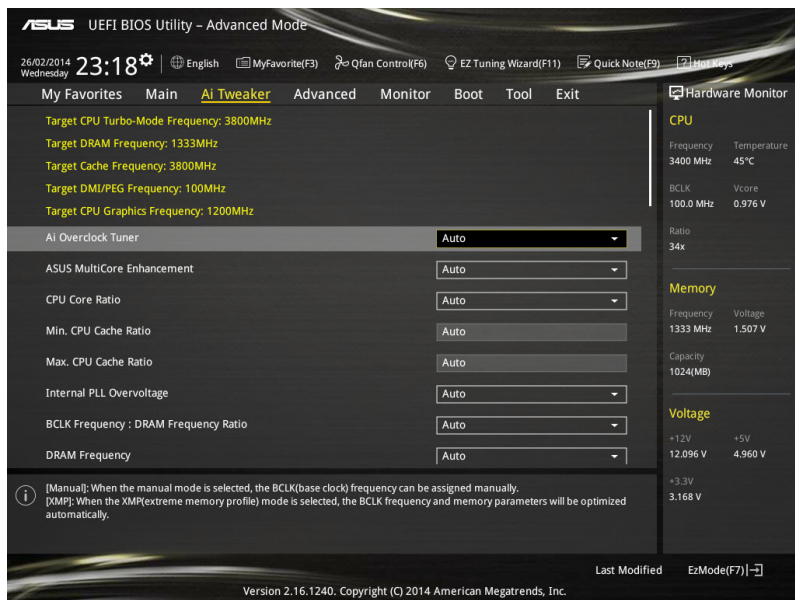 ASUS UEFI BIOS Utility – Advanced Mode
26/02/2014
Wednesday
23:18
English
MyFavorite(F3)
Qfan Control(F6)
EZ Tuning Wizard(F11)
Quick Note(F9)
Hot Keys
My Favorites Main Ai Tweaker Advanced Monitor Boot Tool Exit
Target CPU Turbo-Mode Frequency: 3800MHz
Target DRAM Frequency: 1333MHz
Target Cache Frequency: 3800MHz
Target DMI/PEG Frequency: 100MHz
Target CPU Graphics Frequency: 1200MHz
Ai Overclock Tuner Auto
ASUS MultiCore Enhancement Auto
CPU Core Ratio Auto
Min. CPU Cache Ratio Auto
Max. CPU Cache Ratio Auto
Internal PLL Overvoltage Auto
BCLK Frequency : DRAM Frequency Ratio Auto
DRAM Frequency Auto
[Manual]: When the manual mode is selected, the BCLK(base clock) frequency can be assigned manually.
[XMP]: When the XMP(extreme memory profile) mode is selected, the BCLK frequency and memory parameters will be optimized
automatically.
Hardware Monitor
CPU
Frequency Temperature
3400 MHz 45°C
BCLK Vcore
100.0 MHz 0.976 V
Ratio
34x
Memory
Frequency Voltage
1333 MHz 1.507 V
Capacity
1024(MB)
Voltage
+12V +5V
12.096 V 4.960 V
+3.3V
3.168 V
Last Modified
EzMode(F7)
Version 2.16.1240. Copyright (C) 2014 American Megatrends, Inc.